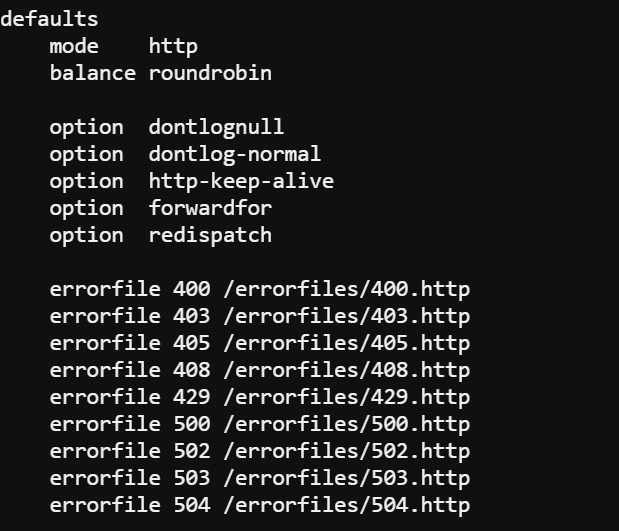 defaults
    mode    http
    balance roundrobin

    option  dontlognull
    option  dontlog-normal
    option  http-keep-alive
    option  forwardfor
    option  redispatch

    errorfile 400 /errorfiles/400.http
    errorfile 403 /errorfiles/403.http
    errorfile 405 /errorfiles/405.http
    errorfile 408 /errorfiles/408.http
    errorfile 429 /errorfiles/429.http
    errorfile 500 /errorfiles/500.http
    errorfile 502 /errorfiles/502.http
    errorfile 503 /errorfiles/503.http
    errorfile 504 /errorfiles/504.http